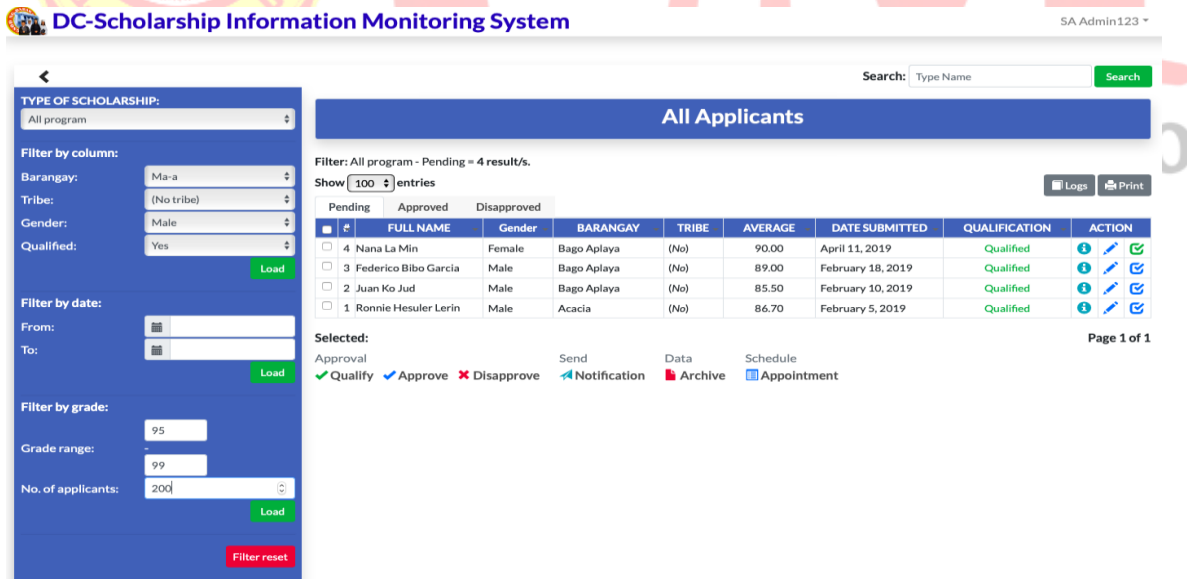 DC-Scholarship Information Monitoring System
SA Admin123
Search: Type Name Search
TYPE OF SCHOLARSHIP:
All program
Filter by column:
Barangay: Ma-a
Tribe: (No tribe)
Gender: Male
Qualified: Yes
Load
Filter by date:
From:
To:
Load
Filter by grade:
95
Grade range: -
99
No. of applicants: 200
Load
Filter reset
All Applicants
Filter: All program - Pending = 4 result/s.
Show 100 entries
Logs Print
Pending Approved Disapproved
# FULL NAME Gender BARANGAY TRIBE AVERAGE DATE SUBMITTED QUALIFICATION ACTION
4 Nana La Min Female Bago Aplaya (No) 90.00 April 11, 2019 Qualified
3 Federico Bibo Garcia Male Bago Aplaya (No) 89.00 February 18, 2019 Qualified
2 Juan Ko Jud Male Bago Aplaya (No) 85.50 February 10, 2019 Qualified
1 Ronnie Hesuler Lerin Male Acacia (No) 86.70 February 5, 2019 Qualified
Selected: Page 1 of 1
Approval Send Data Schedule
Qualify Approve Disapprove Notification Archive Appointment